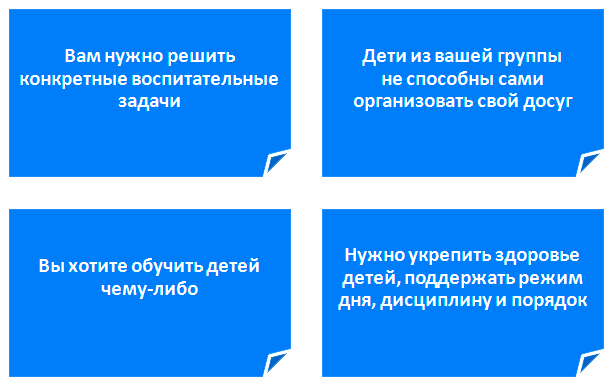 Вам нужно решить
конкретные воспитательные
задачи
Дети из вашей группы
не способны сами
организовать свой досуг
Вы хотите обучить детей
чему-либо
Нужно укрепить здоровье
детей, поддержать режим
дня, дисциплину и порядок